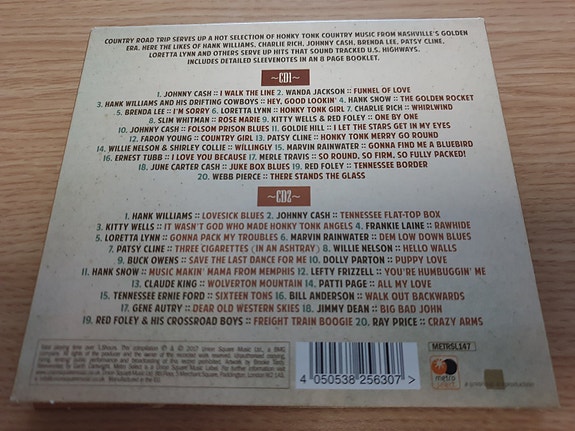 COUNTRY ROAD TRIP SERVES UP A HOT SELECTION OF HONKY TONK COUNTRY MUSIC FROM NASHVILLE'S GOLDEN
ERA. HERE THE LIKES OF HANK WILLIAMS, CHARLIE RICH, JOHNNY CASH, BRENDA LEE, PATSY CLINE,
LORETTA LYNN AND OTHERS SERVE UP HITS THAT SOUND TRACKED U.S. HIGHWAYS.
INCLUDES DETAILED SLEEVENOTES IN AN 8 PAGE BOOKLET.
~CD1~
1. JOHNNY CASH :: I WALK THE LINE 2. WANDA JACKSON :: FUNNEL OF LOVE
3. HANK WILLIAMS AND HIS DRIFTING COWBOYS :: HEY, GOOD LOOKIN' 4. HANK SNOW :: THE GOLDEN ROCKET
5. BRENDA LEE :: I'M SORRY 6. LORETTA LYNN :: HONKY TONK GIRL 7. CHARLIE RICH :: WHIRLWIND
8. SLIM WHITMAN :: ROSE MARIE 9. KITTY WELLS & RED FOLEY :: ONE BY ONE
10. JOHNNY CASH :: FOLSOM PRISON BLUES 11. GOLDIE HILL :: I LET THE STARS GET IN MY EYES
12. FARON YOUNG :: COUNTRY GIRL 13. PATSY CLINE :: HONKY TONK MERRY GO ROUND
14. WILLIE NELSON & SHIRLEY COLLIE :: WILLINGLY 15. MARVIN RAINWATER :: GONNA FIND ME A BLUEBIRD
16. ERNEST TUBB :: I LOVE YOU BECAUSE 17. MERLE TRAVIS :: SO ROUND, SO FIRM, SO FULLY PACKED!
18. JUNE CARTER CASH :: JUKE BOX BLUES 19. RED FOLEY :: TENNESSEE BORDER
20. WEBB PIERCE :: THERE STANDS THE GLASS
~CD2~
1. HANK WILLIAMS :: LOVESICK BLUES 2. JOHNNY CASH :: TENNESSEE FLAT-TOP BOX
3. KITTY WELLS :: IT WASN'T GOD WHO MADE HONKY TONK ANGELS 4. FRANKIE LAINE :: RAWHIDE
5. LORETTA LYNN :: GONNA PACK MY TROUBLES 6. MARVIN RAINWATER :: DEM LOW DOWN BLUES
7. PATSY CLINE :: THREE CIGARETTES (IN AN ASHTRAY) 8. WILLIE NELSON :: HELLO WALLS
9. BUCK OWENS :: SAVE THE LAST DANCE FOR ME 10. DOLLY PARTON :: PUPPY LOVE
11. HANK SNOW :: MUSIC MAKIN' MAMA FROM MEMPHIS 12. LEFTY FRIZZELL :: YOU'RE HUMBUGGIN' ME
13. CLAUDE KING :: WOLVERTON MOUNTAIN 14. PATTI PAGE :: ALL MY LOVE
15. TENNESSEE ERNIE FORD :: SIXTEEN TONS 16. BILL ANDERSON :: WALK OUT BACKWARDS
17. GENE AUTRY :: DEAR OLD WESTERN SKIES 18. JIMMY DEAN :: BIG BAD JOHN
19. RED FOLEY & HIS CROSSROAD BOYS :: FREIGHT TRAIN BOOGIE 20. RAY PRICE :: CRAZY ARMS
METRSL147
4 050538 256307 >
metro